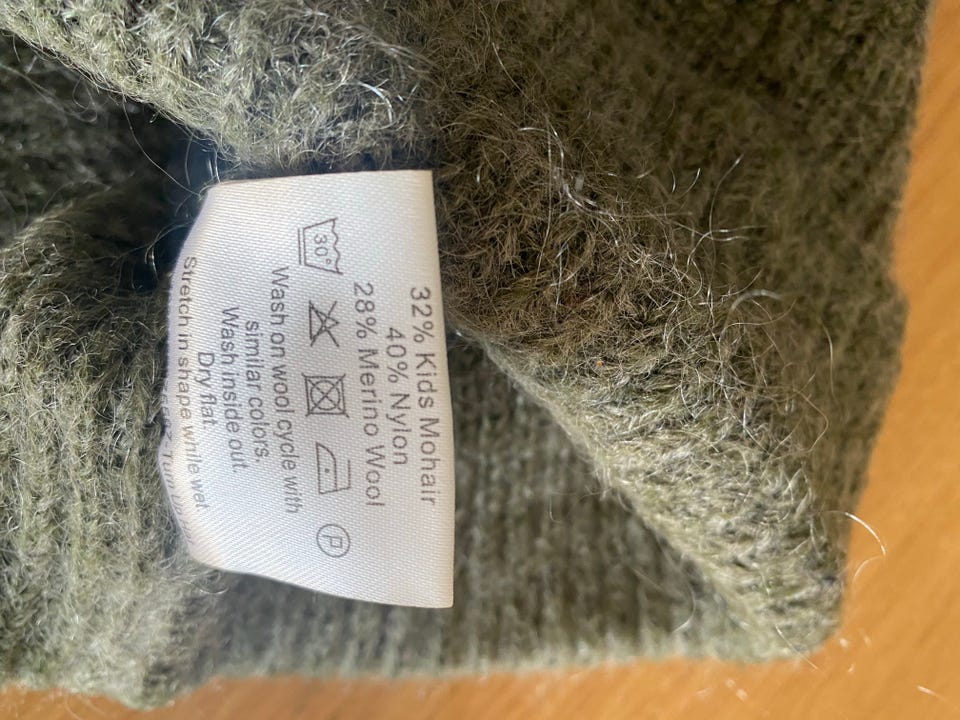 32% Kids Mohair
40% Nylon
28% Merino Wool
30°
P
Wash on wool cycle with
similar colors.
Wash inside out.
Dry flat.
Stretch in shape while wet.